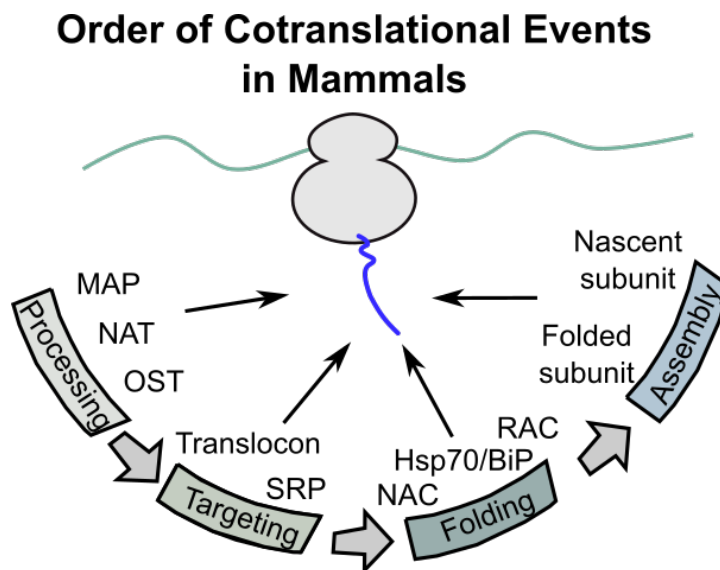 Order of Cotranslational Events
in Mammals
MAP
NAT
OST
Processing
Translocon
SRP
Targeting
NAC
Hsp70/BiP
RAC
Folding
Nascent
subunit
Folded
subunit
Assembly